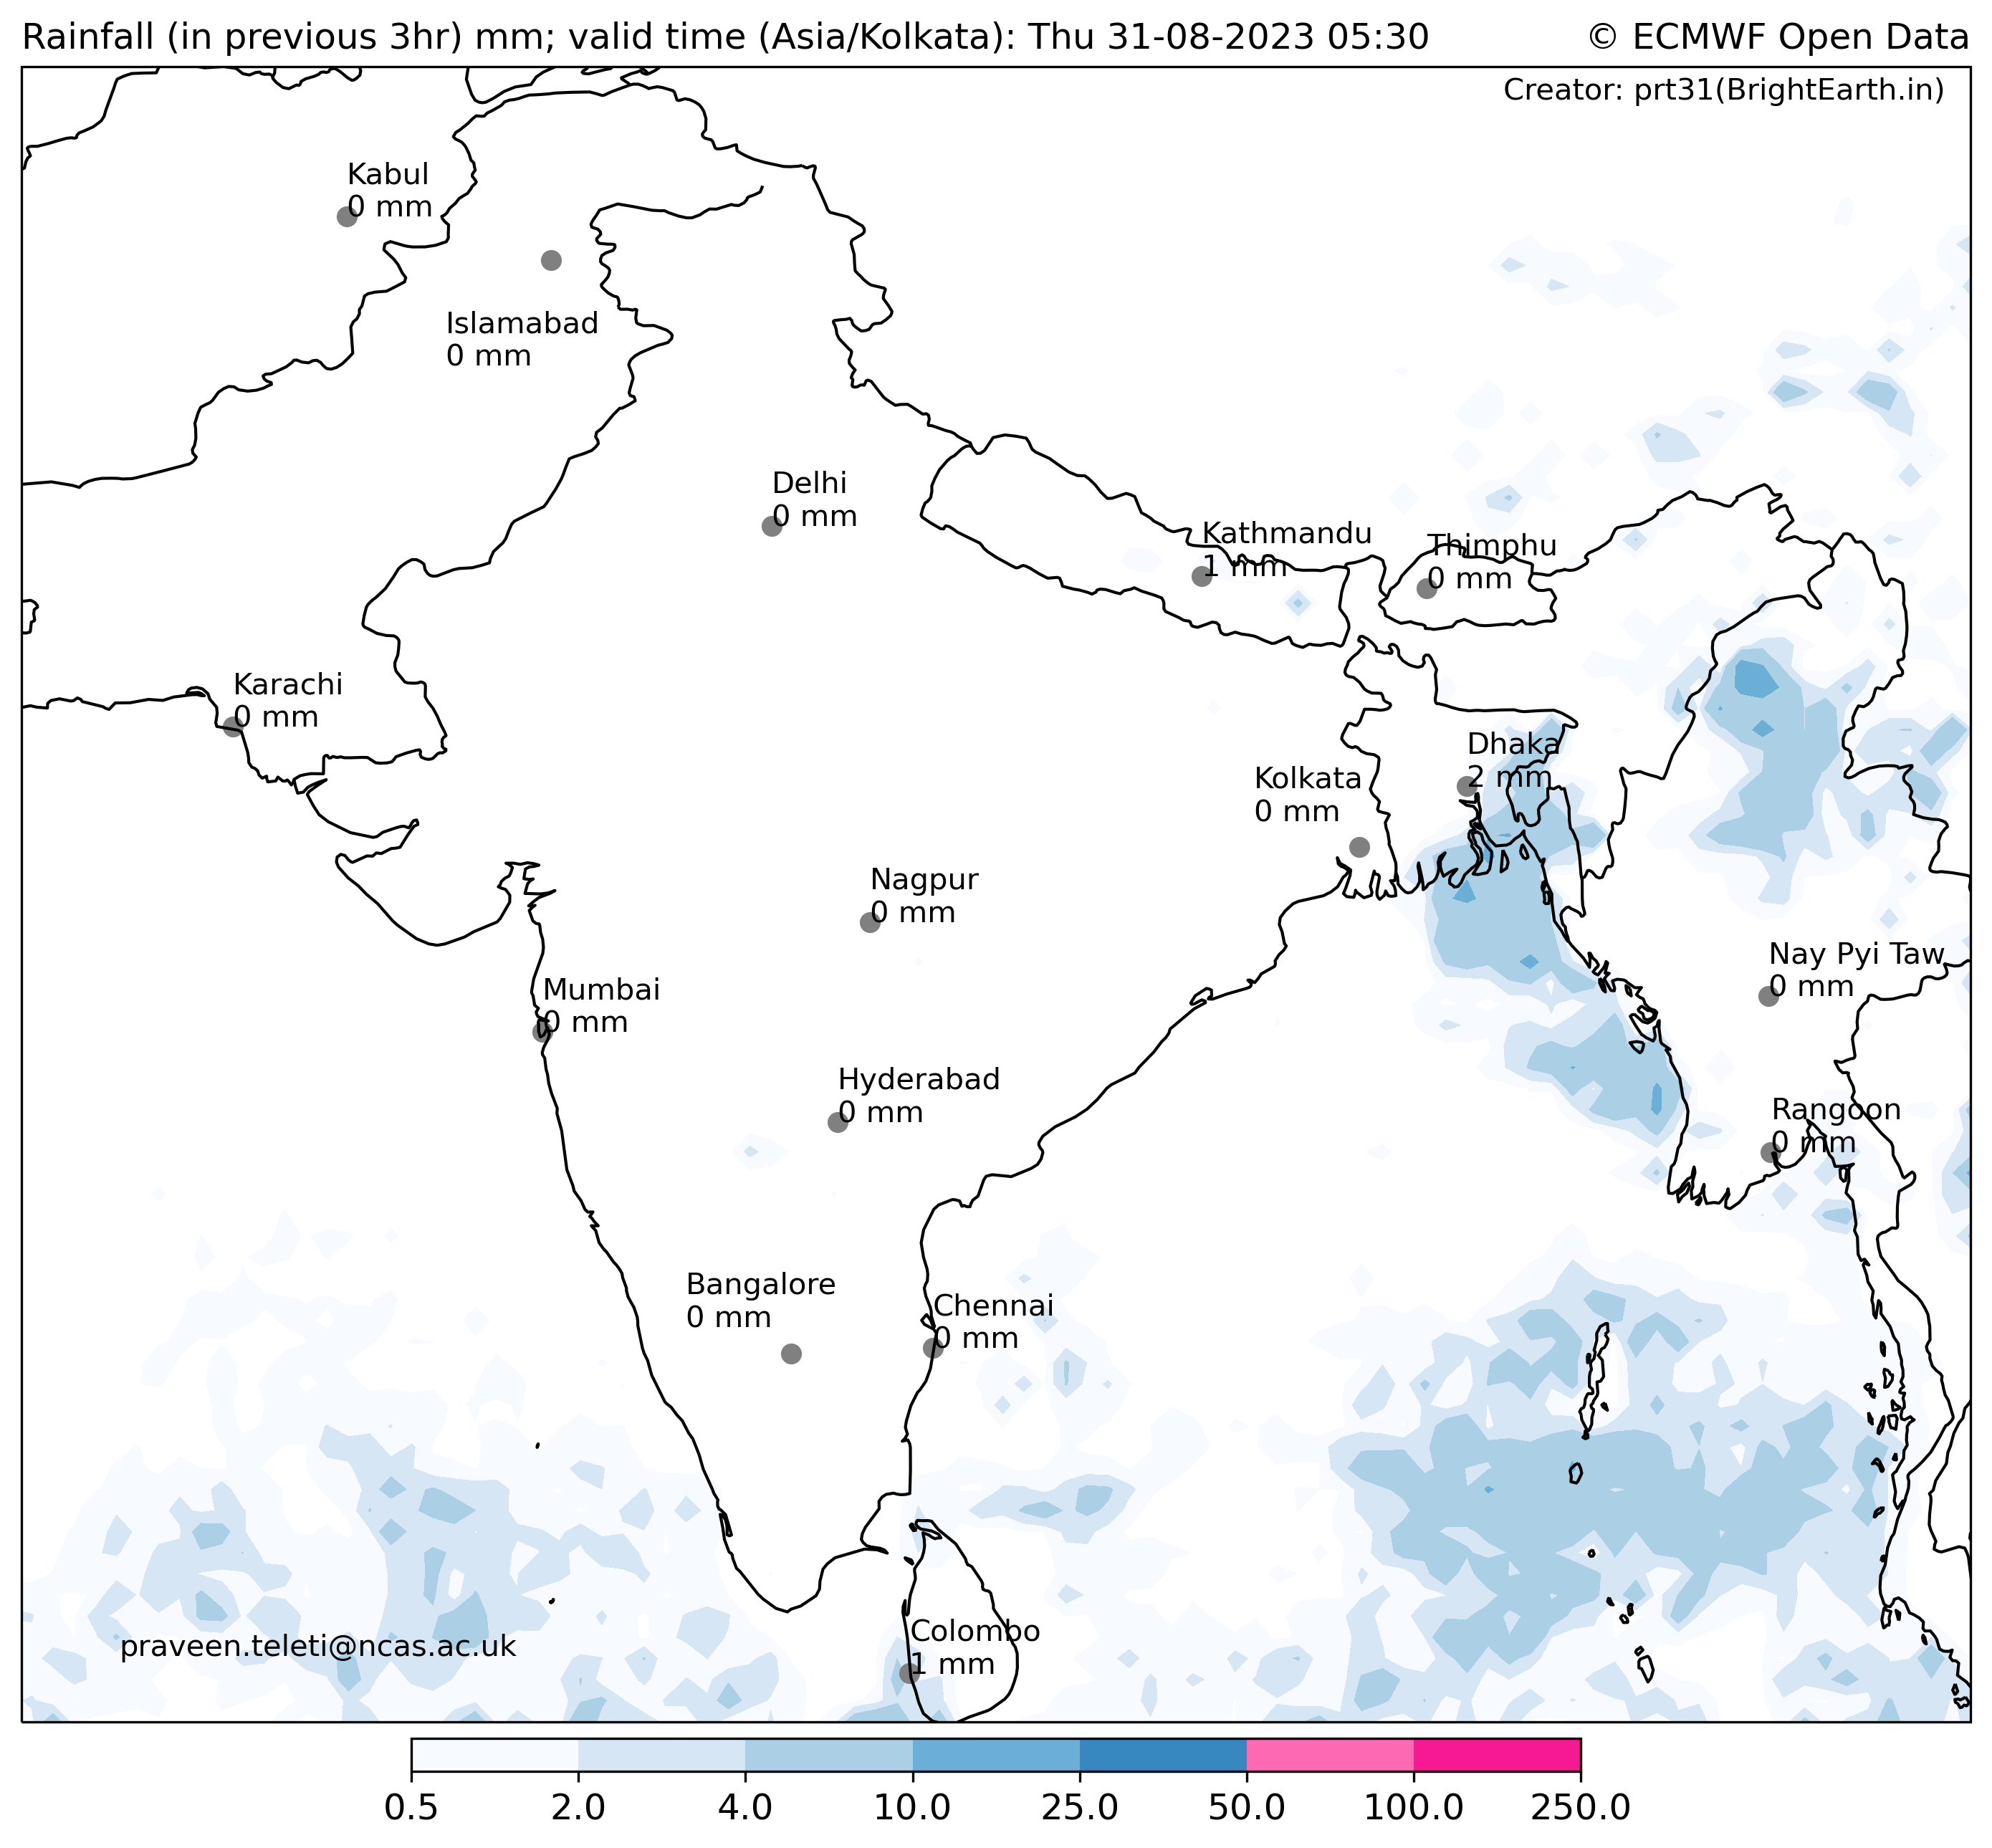 Rainfall (in previous 3hr) mm; valid time (Asia/Kolkata): Thu 31-08-2023 05:30
© ECMWF Open Data
Creator: prt31(BrightEarth.in)
Kabul
0 mm
Islamabad
0 mm
Delhi
0 mm
Kathmandu
1 mm
Thimphu
0 mm
Karachi
0 mm
Dhaka
2 mm
Kolkata
0 mm
Nagpur
0 mm
Nay Pyi Taw
0 mm
Mumbai
0 mm
Hyderabad
0 mm
Rangoon
0 mm
Bangalore
0 mm
Chennai
0 mm
Colombo
1 mm
praveen.teleti@ncas.ac.uk
0.5 2.0 4.0 10.0 25.0 50.0 100.0 250.0